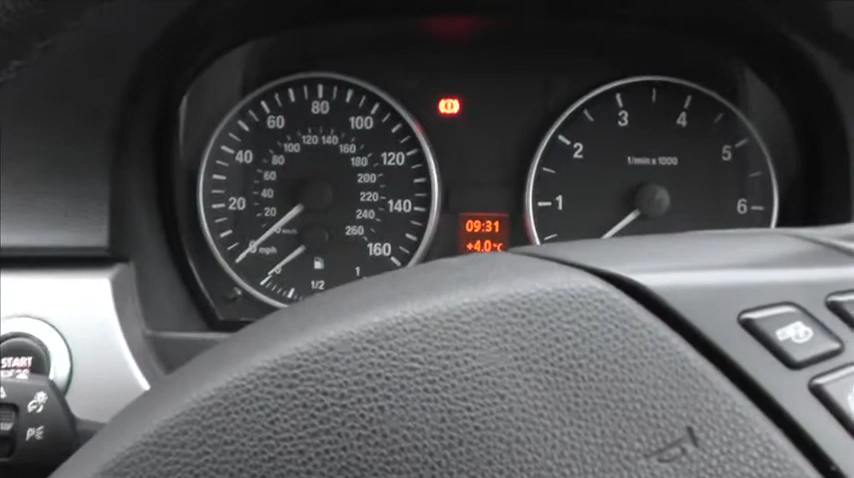 20 40 60 80 100 120 140 160
20 40 60 80 100 120 140 160 180 200 220 240 260
km/h
mph
1/2 1
1 2 3 4 5 6
1/min x 1000
09:31
+4.0°C
START